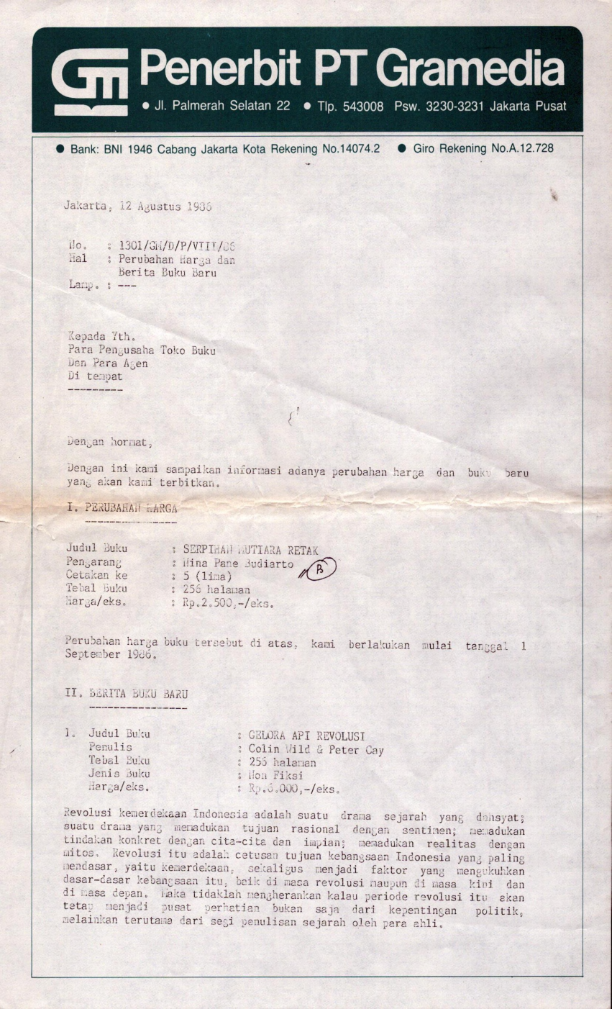 GM Penerbit PT Gramedia
● Jl. Palmerah Selatan 22 ● Tlp. 543008 Psw. 3230-3231 Jakarta Pusat
● Bank: BNI 1946 Cabang Jakarta Kota Rekening No.14074.2 ● Giro Rekening No.A.12.728
Jakarta, 12 Agustus 1986
No. : 1301/GM/D/P/VIII/86
Hal : Perubahan Harga dan
Berita Buku Baru
Lamp. : ---
Kepada Yth.
Para Pengusaha Toko Buku
Dan Para Agen
Di tempat
---------
Dengan hormat,
Dengan ini kami sampaikan informasi adanya perubahan harga dan buku baru
yang akan kami terbitkan.
I. PERUBAHAN HARGA
Judul Buku : SERPIHAN MUTIARA RETAK
Pengarang : Nina Pane Budiarto
Cetakan ke : 5 (lima) B
Tebal Buku : 256 halaman
Harga/eks. : Rp.2.500,-/eks.
Perubahan harga buku tersebut di atas, kami berlakukan mulai tanggal 1
September 1986.
II. BERITA BUKU BARU
1. Judul Buku : GELORA API REVOLUSI
Penulis : Colin Wild & Peter Cay
Tebal Buku : 256 halaman
Jenis Buku : Non Fiksi
Harga/eks. : Rp.6.000,-/eks.
Revolusi kemerdekaan Indonesia adalah suatu drama sejarah yang dahsyat;
suatu drama yang memadukan tujuan rasional dengan sentimen; memadukan
tindakan konkret dengan cita-cita dan impian; memadukan realitas dengan
mitos. Revolusi itu adalah cetusan tujuan kebangsaan Indonesia yang paling
mendasar, yaitu kemerdekaan, sekaligus menjadi faktor yang mengukuhkan
dasar-dasar kebangsaan itu, baik di masa revolusi maupun di masa kini dan
di masa depan. Maka tidaklah mengherankan kalau periode revolusi itu akan
tetap menjadi pusat perhatian bukan saja dari kepentingan politik,
melainkan terutama dari segi penulisan sejarah oleh para ahli.